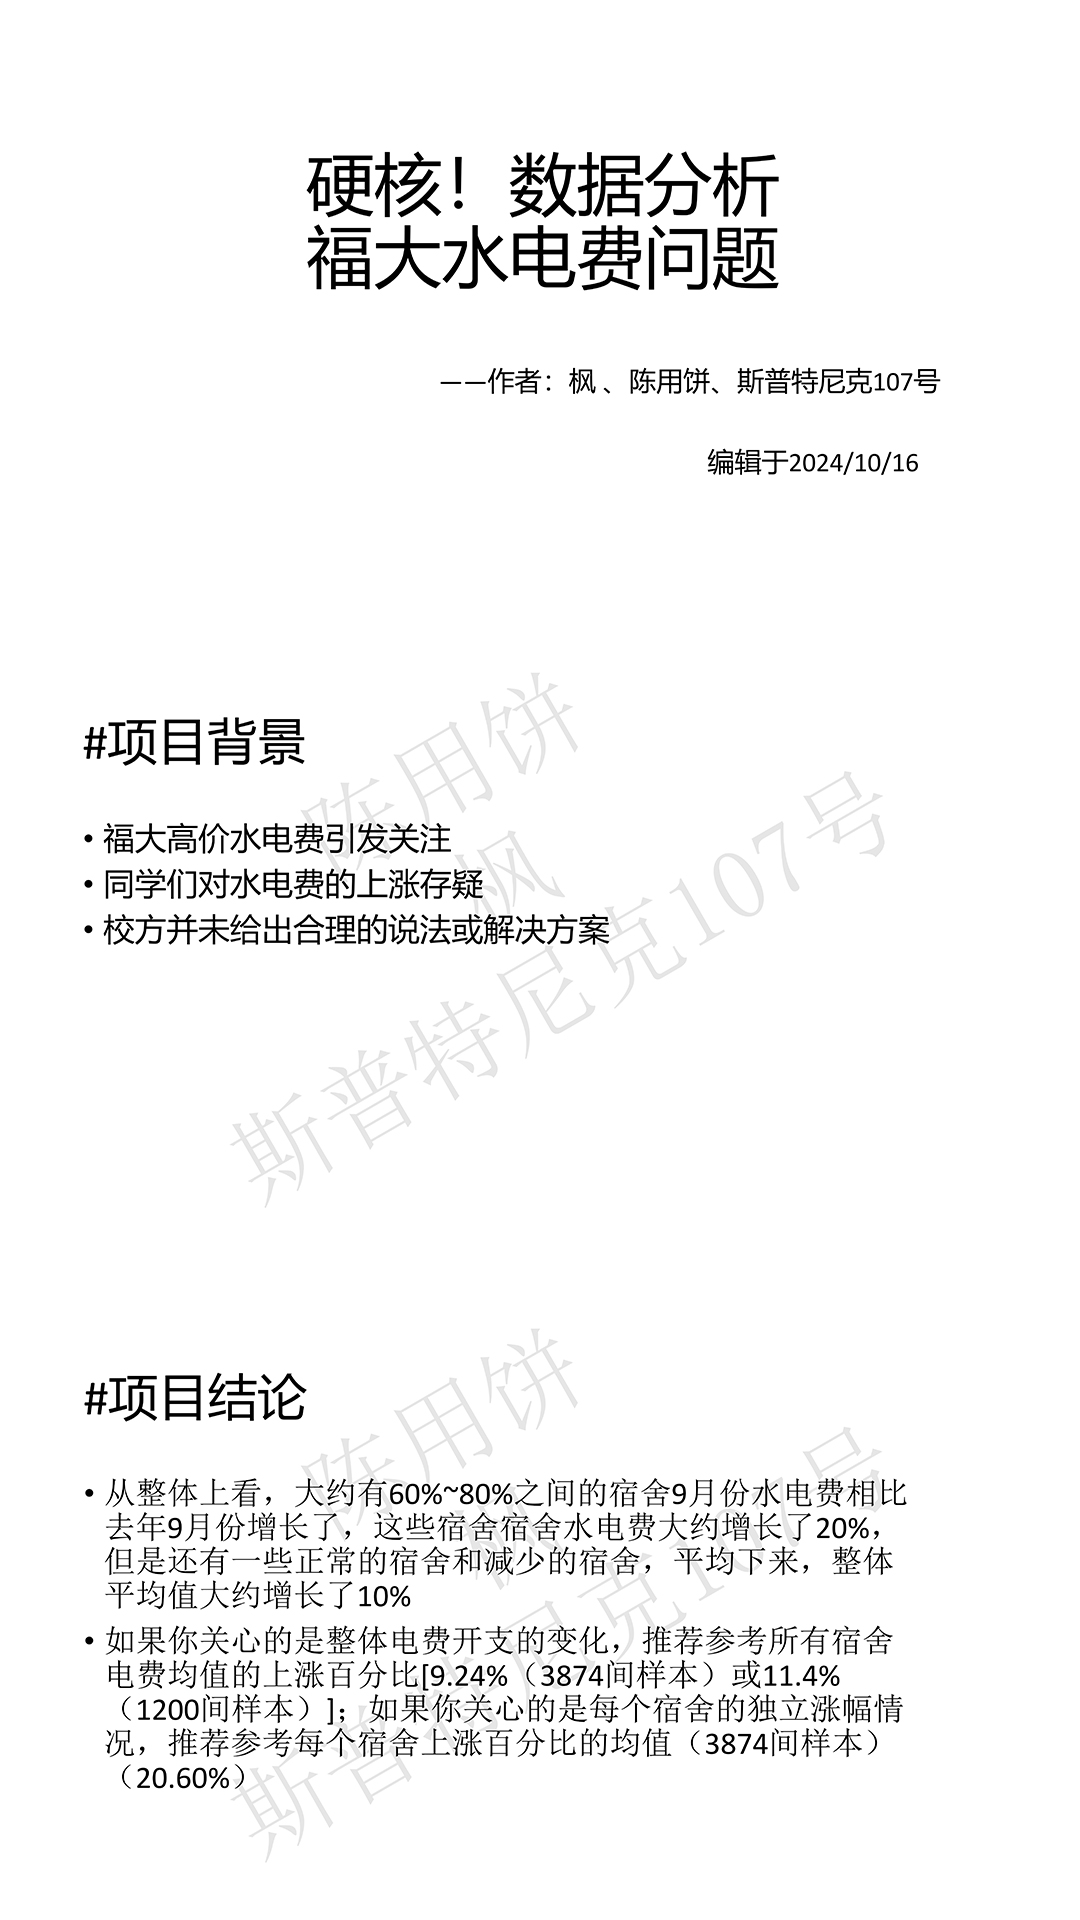 硬核！数据分析
福大水电费问题
——作者：枫 、陈用饼、斯普特尼克107号
编辑于2024/10/16
#项目背景
• 福大高价水电费引发关注
• 同学们对水电费的上涨存疑
• 校方并未给出合理的说法或解决方案
陈用饼
枫
斯普特尼克107号
#项目结论
• 从整体上看，大约有60%~80%之间的宿舍9月份水电费相比
去年9月份增长了，这些宿舍宿舍水电费大约增长了20%，
但是还有一些正常的宿舍和减少的宿舍，平均下来，整体
平均值大约增长了10%
• 如果你关心的是整体电费开支的变化，推荐参考所有宿舍
电费均值的上涨百分比[9.24%（3874间样本）或11.4%
（1200间样本）]；如果你关心的是每个宿舍的独立涨幅情
况，推荐参考每个宿舍上涨百分比的均值（3874间样本）
（20.60%）
陈用饼
枫
斯普特尼克107号